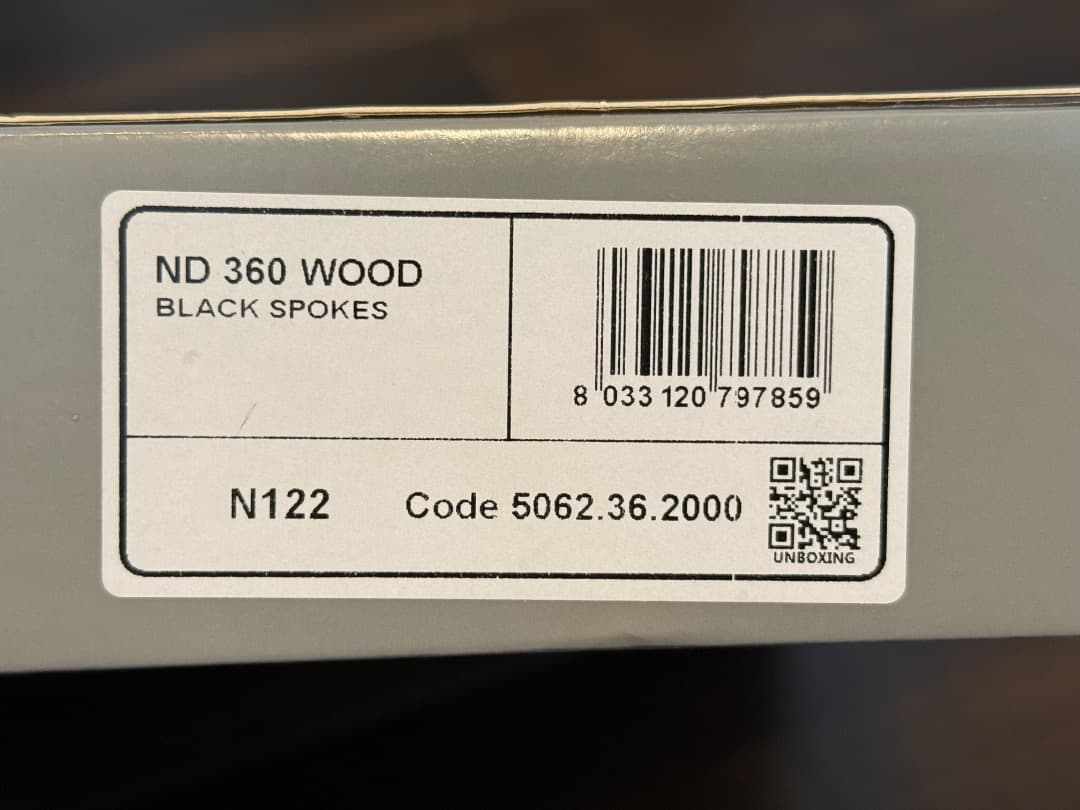 ND 360 WOOD
BLACK SPOKES
8 033120 797859
N122
Code 5062.36.2000
UNBOXING